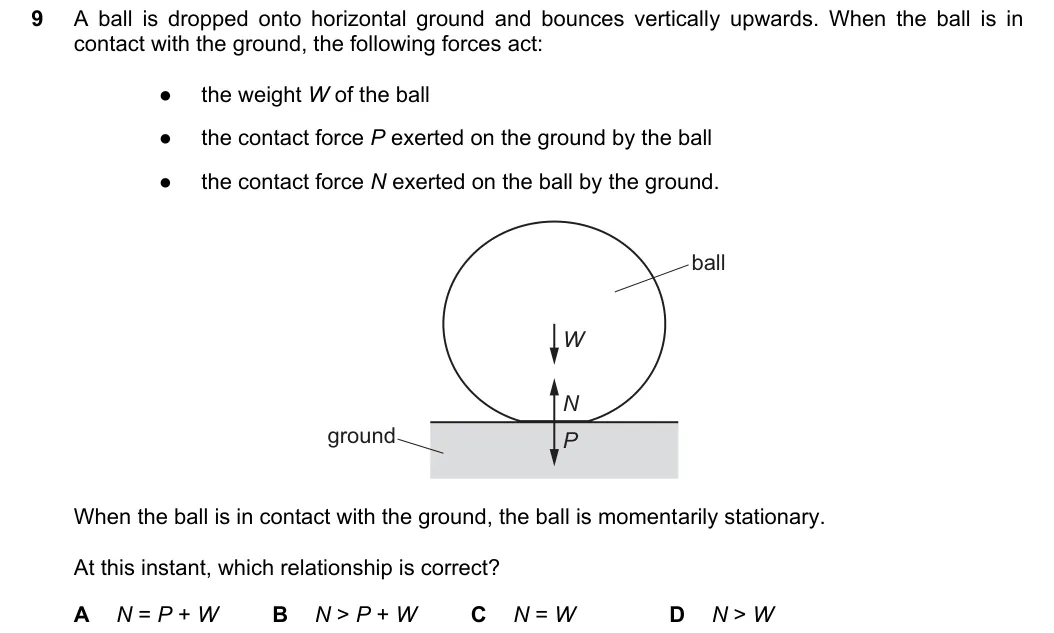 9 A ball is dropped onto horizontal ground and bounces vertically upwards. When the ball is in
contact with the ground, the following forces act:
● the weight W of the ball
● the contact force P exerted on the ground by the ball
● the contact force N exerted on the ball by the ground.
ball
W
N
ground
P
When the ball is in contact with the ground, the ball is momentarily stationary.
At this instant, which relationship is correct?
A N = P + W B N > P + W C N = W D N > W